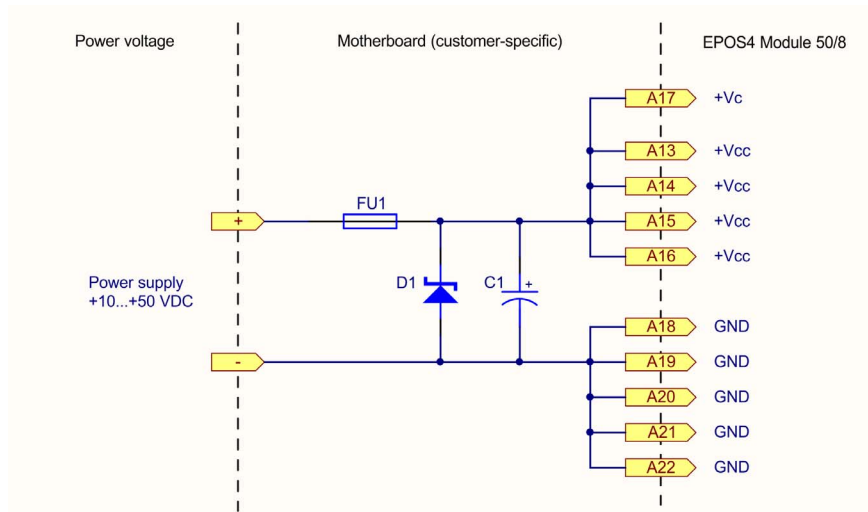 Power voltage
Motherboard (customer-specific)
EPOS4 Module 50/8
A17 +Vc
A13 +Vcc
A14 +Vcc
FU1
+ A15 +Vcc
A16 +Vcc
Power supply
+10...+50 VDC
D1 C1 +
A18 GND
- A19 GND
A20 GND
A21 GND
A22 GND